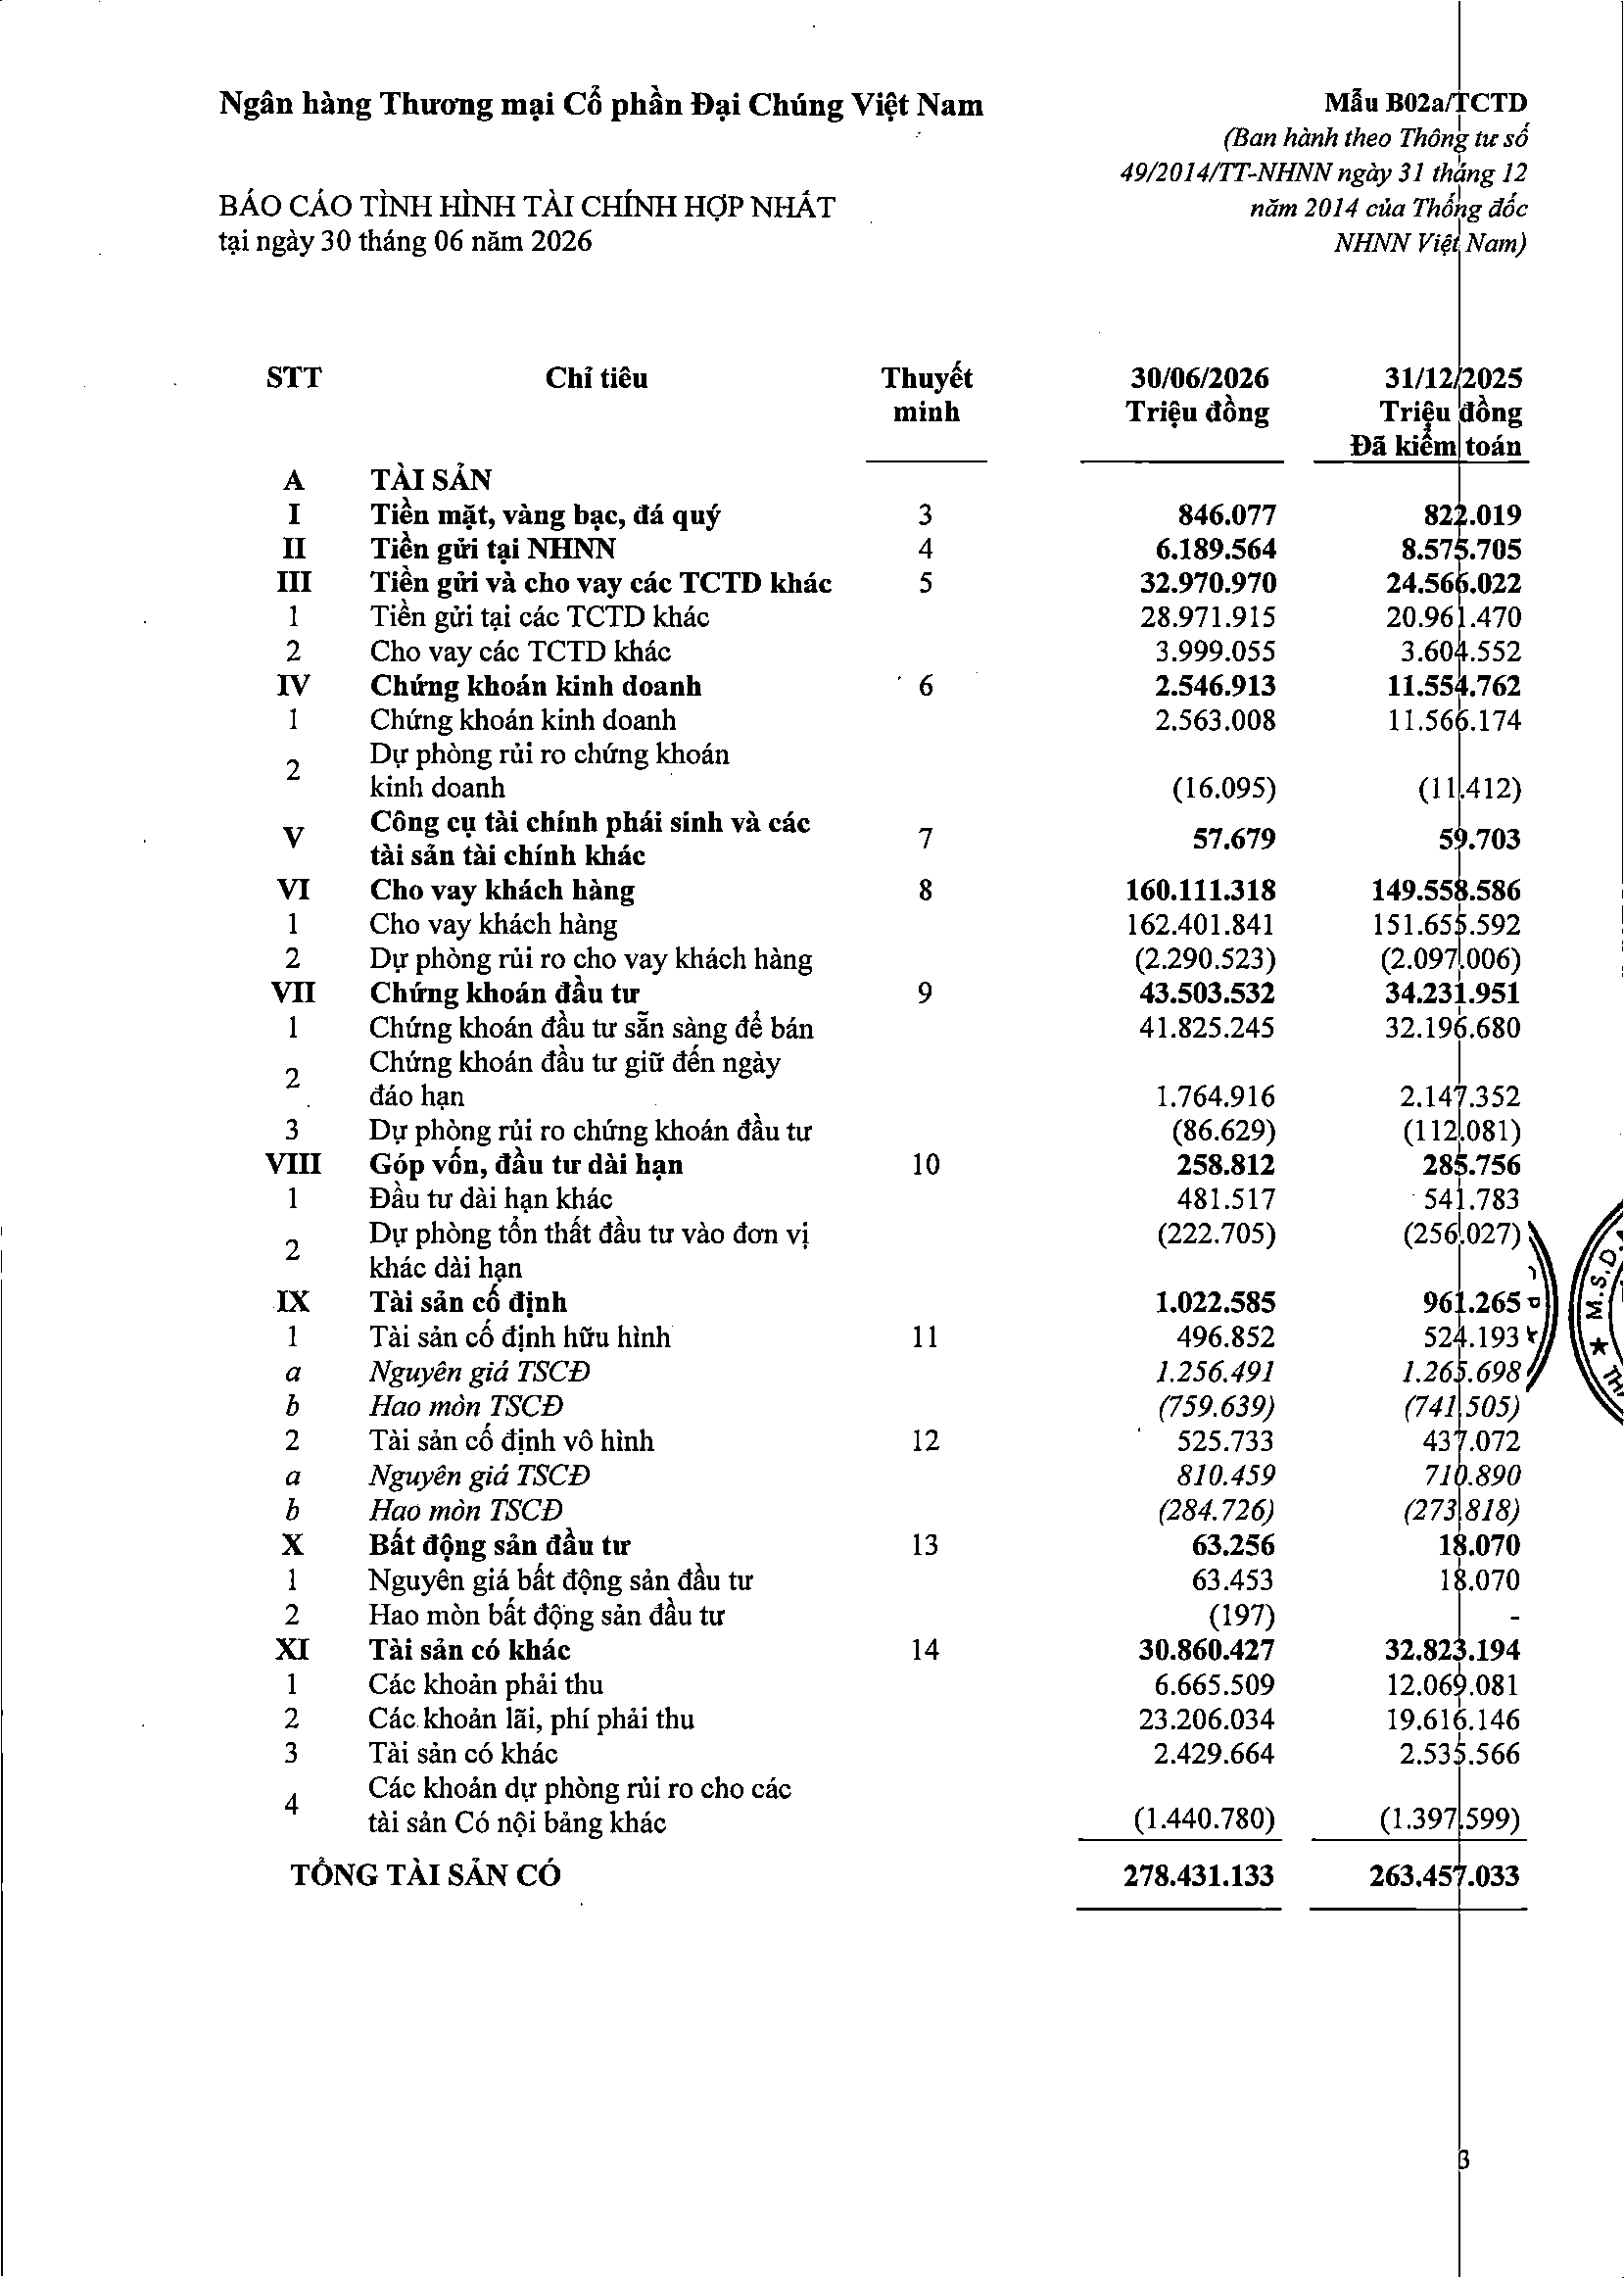 Ngân hàng Thương mại Cổ phần Đại Chúng Việt Nam
Mẫu B02a/TCTD
(Ban hành theo Thông tư số
49/2014/TT-NHNN ngày 31 tháng 12
năm 2014 của Thống đốc
NHNN Việt Nam)
BÁO CÁO TÌNH HÌNH TÀI CHÍNH HỢP NHẤT
tại ngày 30 tháng 06 năm 2026
STT Chỉ tiêu Thuyết 30/06/2026 31/12/2025
minh Triệu đồng Triệu đồng
Đã kiểm toán
A TÀI SẢN
I Tiền mặt, vàng bạc, đá quý 3 846.077 822.019
II Tiền gửi tại NHNN 4 6.189.564 8.575.705
III Tiền gửi và cho vay các TCTD khác 5 32.970.970 24.566.022
1 Tiền gửi tại các TCTD khác 28.971.915 20.961.470
2 Cho vay các TCTD khác 3.999.055 3.604.552
IV Chứng khoán kinh doanh 6 2.546.913 11.554.762
1 Chứng khoán kinh doanh 2.563.008 11.566.174
2 Dự phòng rủi ro chứng khoán
kinh doanh (16.095) (11.412)
V Công cụ tài chính phái sinh và các
tài sản tài chính khác 7 57.679 59.703
VI Cho vay khách hàng 8 160.111.318 149.558.586
1 Cho vay khách hàng 162.401.841 151.655.592
2 Dự phòng rủi ro cho vay khách hàng (2.290.523) (2.097.006)
VII Chứng khoán đầu tư 9 43.503.532 34.231.951
1 Chứng khoán đầu tư sẵn sàng để bán 41.825.245 32.196.680
2 Chứng khoán đầu tư giữ đến ngày
đáo hạn 1.764.916 2.147.352
3 Dự phòng rủi ro chứng khoán đầu tư (86.629) (112.081)
VIII Góp vốn, đầu tư dài hạn 10 258.812 285.756
1 Đầu tư dài hạn khác 481.517 541.783
2 Dự phòng tổn thất đầu tư vào đơn vị (222.705) (256.027)
khác dài hạn
IX Tài sản cố định 1.022.585 961.265
1 Tài sản cố định hữu hình 11 496.852 524.193
a Nguyên giá TSCĐ 1.256.491 1.265.698
b Hao mòn TSCĐ (759.639) (741.505)
2 Tài sản cố định vô hình 12 525.733 437.072
a Nguyên giá TSCĐ 810.459 710.890
b Hao mòn TSCĐ (284.726) (273.818)
X Bất động sản đầu tư 13 63.256 18.070
1 Nguyên giá bất động sản đầu tư 63.453 18.070
2 Hao mòn bất động sản đầu tư (197) -
XI Tài sản có khác 14 30.860.427 32.823.194
1 Các khoản phải thu 6.665.509 12.069.081
2 Các khoản lãi, phí phải thu 23.206.034 19.616.146
3 Tài sản có khác 2.429.664 2.535.566
4 Các khoản dự phòng rủi ro cho các
tài sản Có nội bảng khác (1.440.780) (1.397.599)
TỔNG TÀI SẢN CÓ 278.431.133 263.457.033
M.S.D
3